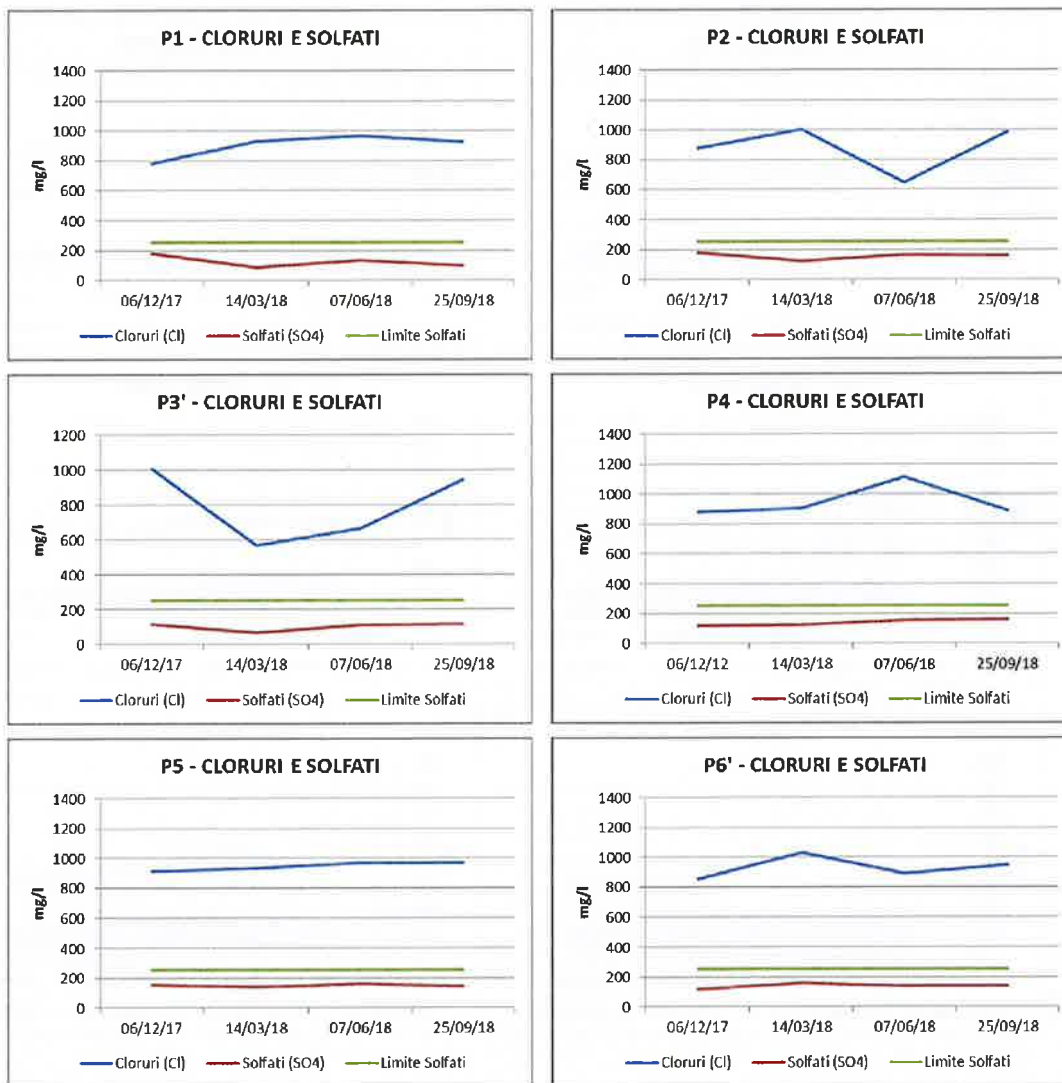 P1 - CLORURI E SOLFATI
1400
1200
1000
800
600
400
200
0
mg/l
06/12/17 14/03/18 07/06/18 25/09/18
Cloruri (Cl) Solfati (SO4) Limite Solfati
P2 - CLORURI E SOLFATI
1400
1200
1000
800
600
400
200
0
mg/l
06/12/17 14/03/18 07/06/18 25/09/18
Cloruri (Cl) Solfati (SO4) Limite Solfati
P3' - CLORURI E SOLFATI
1200
1000
800
600
400
200
0
mg/l
06/12/17 14/03/18 07/06/18 25/09/18
Cloruri (Cl) Solfati (SO4) Limite Solfati
P4 - CLORURI E SOLFATI
1400
1200
1000
800
600
400
200
0
mg/l
06/12/12 14/03/18 07/06/18 25/09/18
Cloruri (Cl) Solfati (SO4) Limite Solfati
P5 - CLORURI E SOLFATI
1400
1200
1000
800
600
400
200
0
mg/l
06/12/17 14/03/18 07/06/18 25/09/18
Cloruri (Cl) Solfati (SO4) Limite Solfati
P6' - CLORURI E SOLFATI
1400
1200
1000
800
600
400
200
0
mg/l
06/12/17 14/03/18 07/06/18 25/09/18
Cloruri (Cl) Solfati (SO4) Limite Solfati